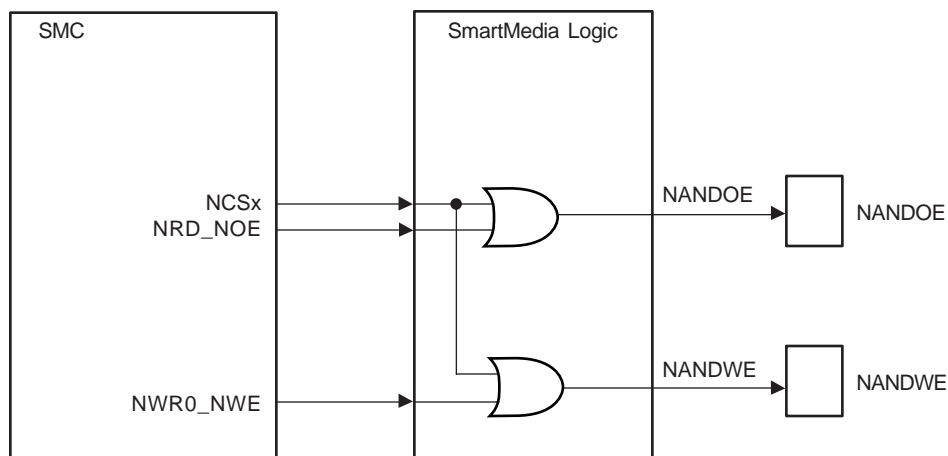 SMC
SmartMedia Logic
NCSx
NRD_NOE
NANDOE
NANDOE
NWR0_NWE
NANDWE
NANDWE